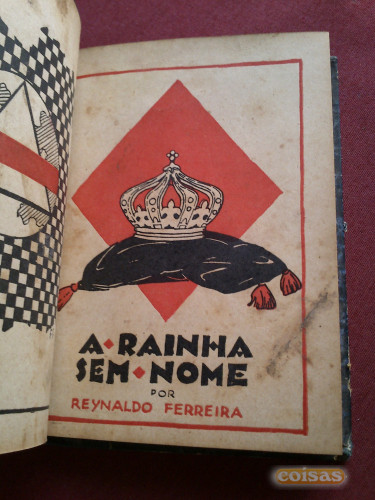 A RAINHA
SEM NOME
POR
REYNALDO FERREIRA
coisas